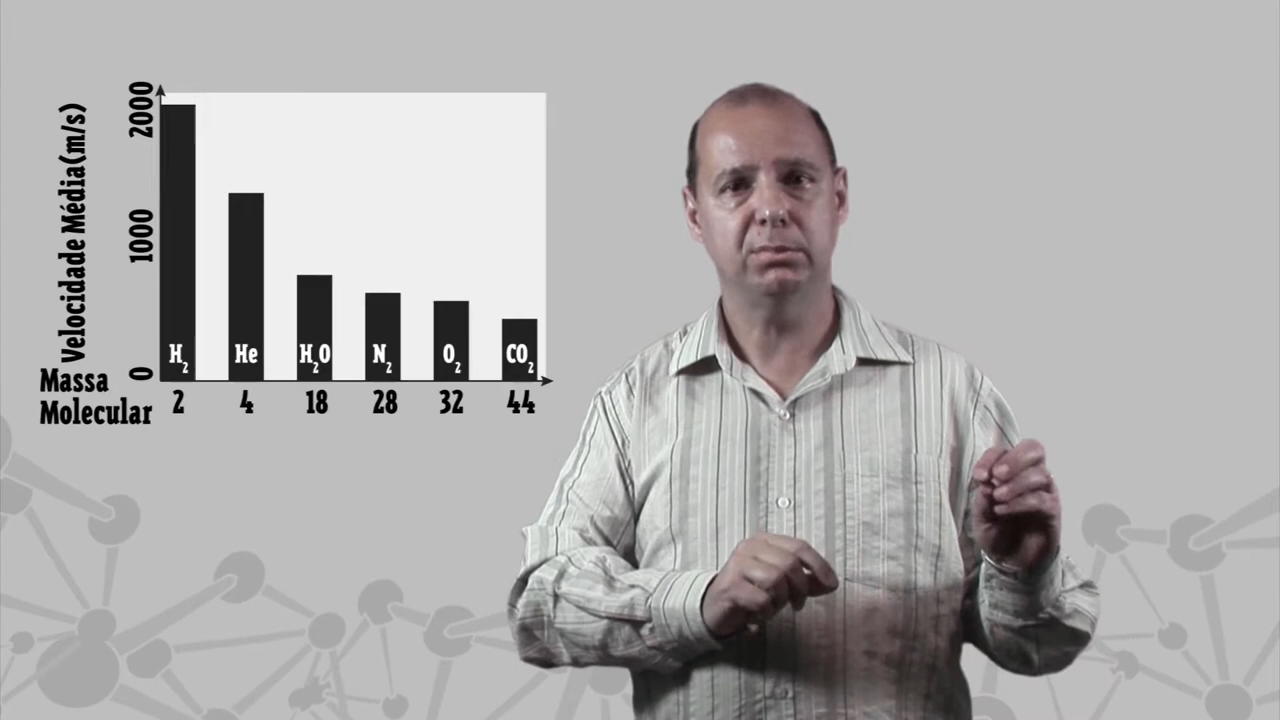 Velocidade Média(m/s)
2000
1000
0
H₂
He
H₂O
N₂
O₂
CO₂
Massa
Molecular
2
4
18
28
32
44